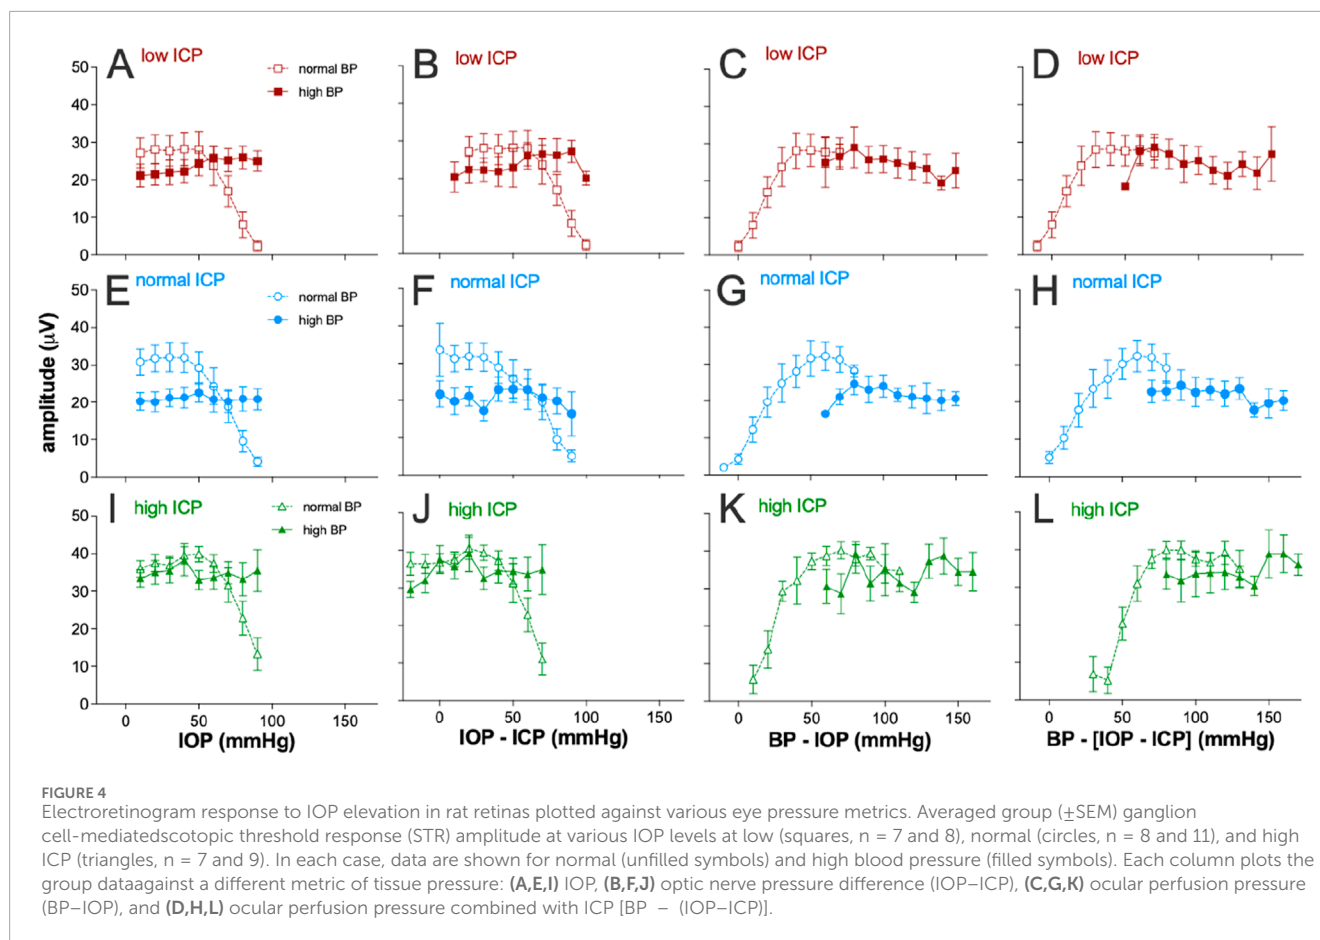 A low ICP
normal BP
high BP
B low ICP
C low ICP
D low ICP
50
40
30
20
10
0
E normal ICP
normal BP
high BP
F normal ICP
G normal ICP
H normal ICP
50
40
30
20
10
0
amplitude (µV)
I high ICP
normal BP
high BP
J high ICP
K high ICP
L high ICP
50
40
30
20
10
0
0 50 100 150
0 50 100 150
0 50 100 150
0 50 100 150
IOP (mmHg)
IOP - ICP (mmHg)
BP - IOP (mmHg)
BP - [IOP - ICP] (mmHg)
FIGURE 4
Electroretinogram response to IOP elevation in rat retinas plotted against various eye pressure metrics. Averaged group (±SEM) ganglion
cell-mediatedscotopic threshold response (STR) amplitude at various IOP levels at low (squares, n = 7 and 8), normal (circles, n = 8 and 11), and high
ICP (triangles, n = 7 and 9). In each case, data are shown for normal (unfilled symbols) and high blood pressure (filled symbols). Each column plots the
group dataagainst a different metric of tissue pressure: (A,E,I) IOP, (B,F,J) optic nerve pressure difference (IOP–ICP), (C,G,K) ocular perfusion pressure
(BP–IOP), and (D,H,L) ocular perfusion pressure combined with ICP [BP – (IOP–ICP)].